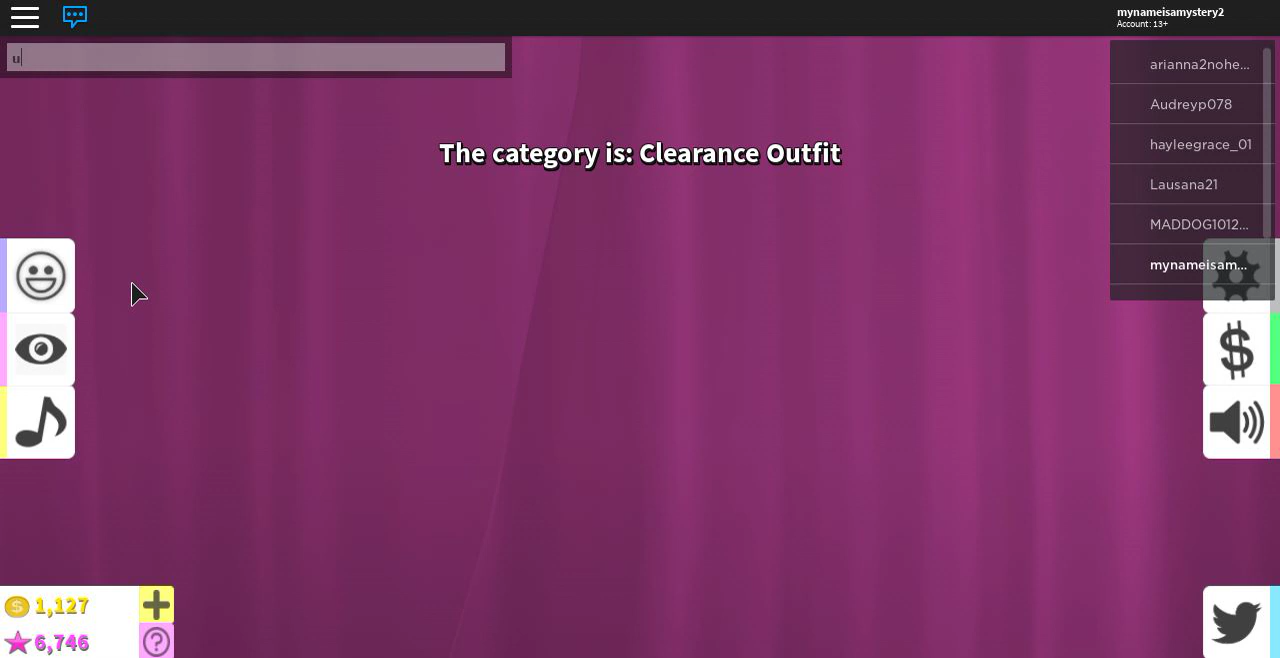 mynameisamystery2
Account: 13+
u
arianna2nohe...
Audreyp078
hayleegrace_01
Lausana21
MADDOG1012...
mynameisam...
The category is: Clearance Outfit
$
1,127
6,746